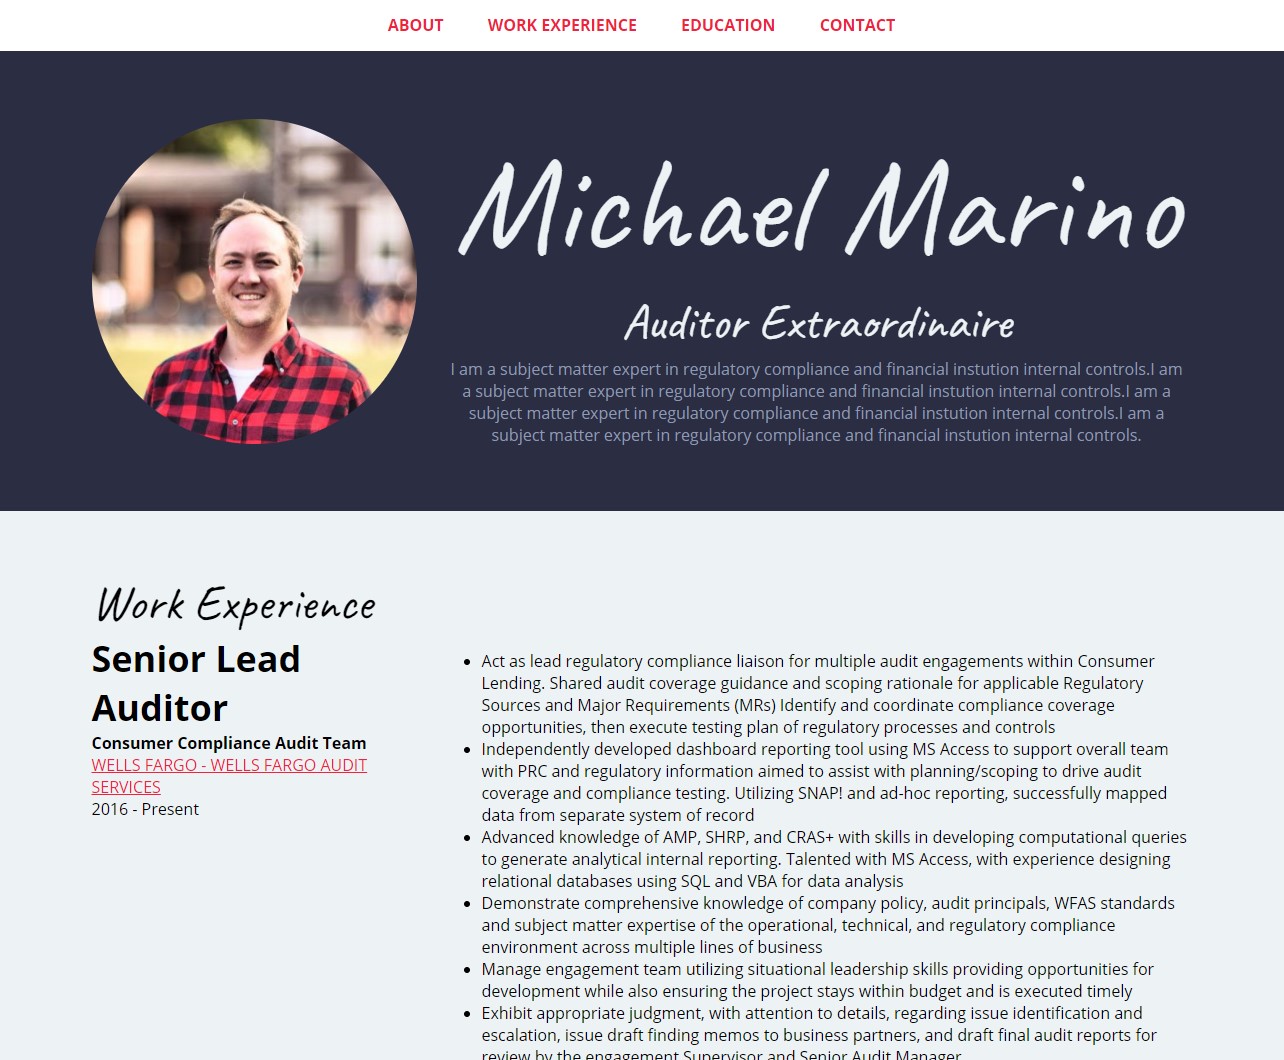 ABOUT WORK EXPERIENCE EDUCATION CONTACT
Michael Marino
Auditor Extraordinaire
I am a subject matter expert in regulatory compliance and financial instution internal controls.I am
a subject matter expert in regulatory compliance and financial instution internal controls.I am a
subject matter expert in regulatory compliance and financial instution internal controls.I am a
subject matter expert in regulatory compliance and financial instution internal controls.
Work Experience
Senior Lead
Auditor
Consumer Compliance Audit Team
WELLS FARGO - WELLS FARGO AUDIT
SERVICES
2016 - Present
• Act as lead regulatory compliance liaison for multiple audit engagements within Consumer
Lending. Shared audit coverage guidance and scoping rationale for applicable Regulatory
Sources and Major Requirements (MRs) Identify and coordinate compliance coverage
opportunities, then execute testing plan of regulatory processes and controls
• Independently developed dashboard reporting tool using MS Access to support overall team
with PRC and regulatory information aimed to assist with planning/scoping to drive audit
coverage and compliance testing. Utilizing SNAP! and ad-hoc reporting, successfully mapped
data from separate system of record
• Advanced knowledge of AMP, SHRP, and CRAS+ with skills in developing computational queries
to generate analytical internal reporting. Talented with MS Access, with experience designing
relational databases using SQL and VBA for data analysis
• Demonstrate comprehensive knowledge of company policy, audit principals, WFAS standards
and subject matter expertise of the operational, technical, and regulatory compliance
environment across multiple lines of business
• Manage engagement team utilizing situational leadership skills providing opportunities for
development while also ensuring the project stays within budget and is executed timely
• Exhibit appropriate judgment, with attention to details, regarding issue identification and
escalation, issue draft finding memos to business partners, and draft final audit reports for
review by the engagement Supervisor and Senior Audit Manager